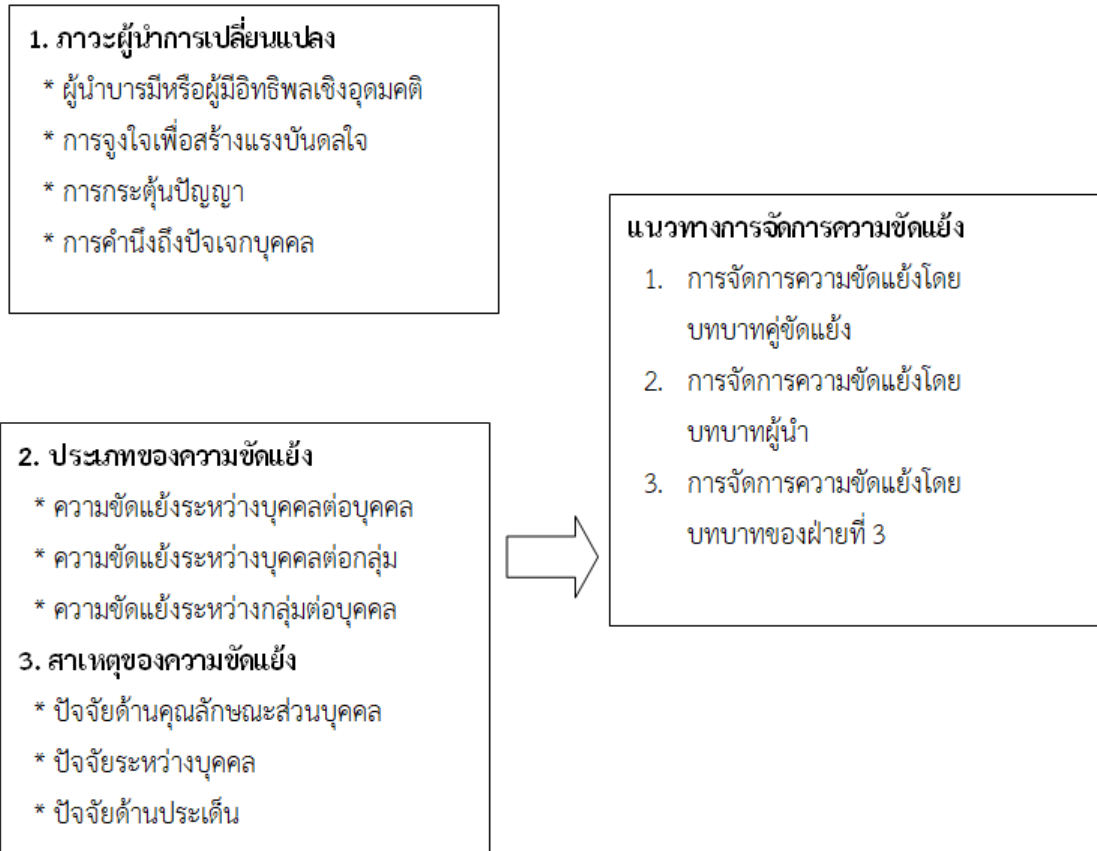 1. ภาวะผู้นำการเปลี่ยนแปลง
* ผู้นำบารมีหรือผู้มีอิทธิพลเชิงอุดมคติ
* การจูงใจเพื่อสร้างแรงบันดลใจ
* การกระตุ้นปัญญา
* การคำนึงถึงปัจเจกบุคคล
2. ประเภทของความขัดแย้ง
* ความขัดแย้งระหว่างบุคคลต่อบุคคล
* ความขัดแย้งระหว่างบุคคลต่อกลุ่ม
* ความขัดแย้งระหว่างกลุ่มต่อบุคคล
3. สาเหตุของความขัดแย้ง
* ปัจจัยด้านคุณลักษณะส่วนบุคคล
* ปัจจัยระหว่างบุคคล
* ปัจจัยด้านประเด็น
แนวทางการจัดการความขัดแย้ง
1. การจัดการความขัดแย้งโดย
บทบาทคู่ขัดแย้ง
2. การจัดการความขัดแย้งโดย
บทบาทผู้นำ
3. การจัดการความขัดแย้งโดย
บทบาทของฝ่ายที่ 3